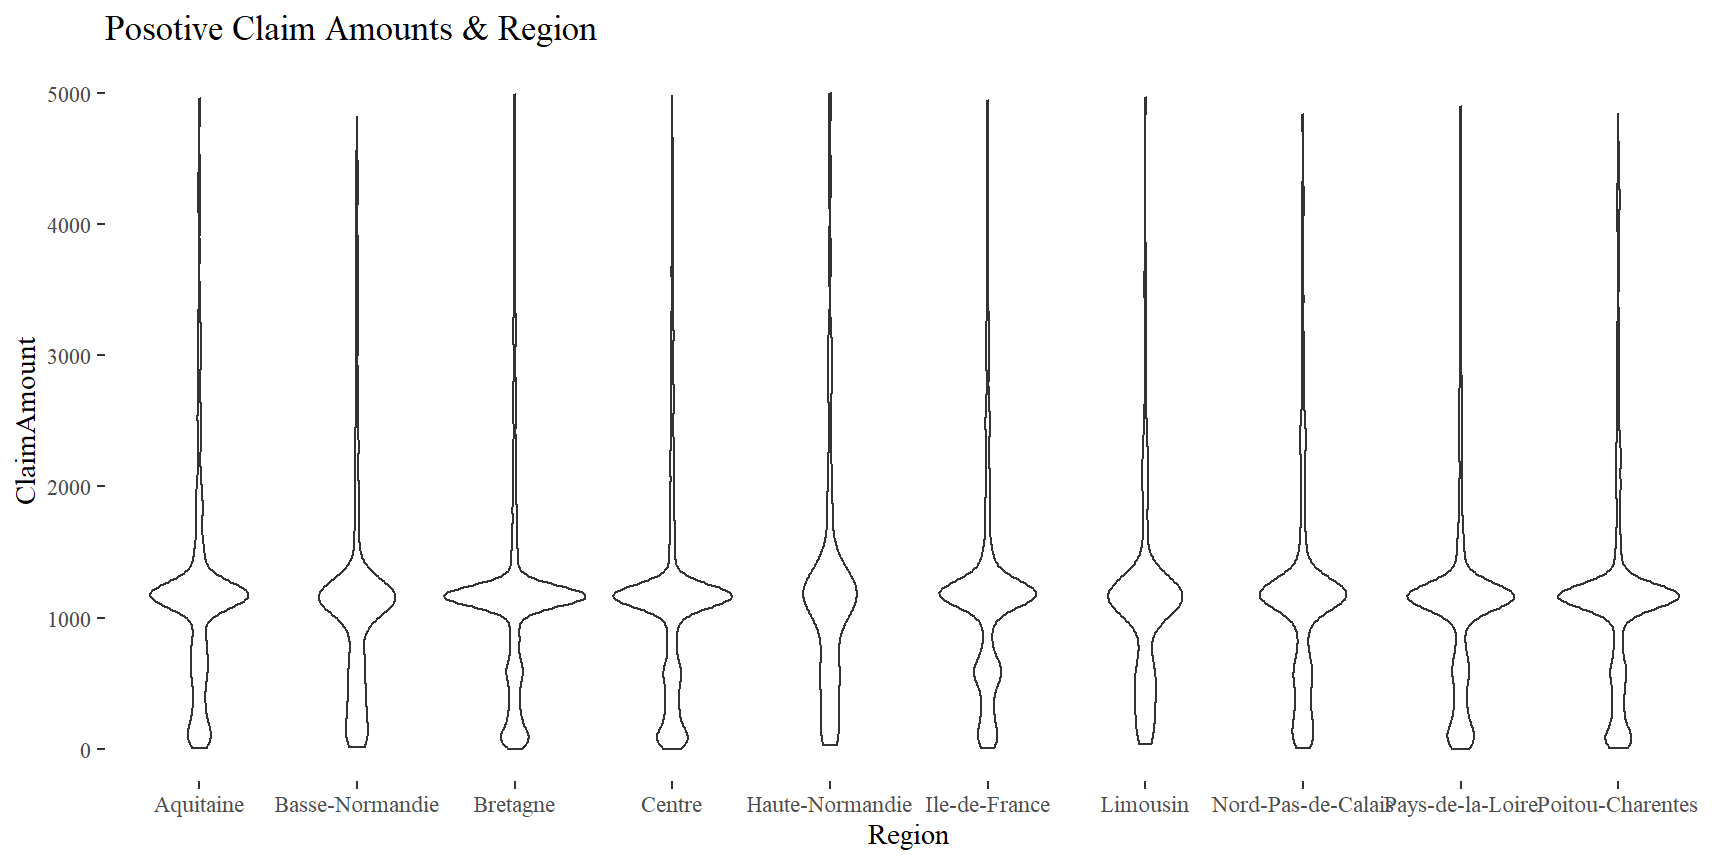 Posotive Claim Amounts & Region
ClaimAmount
5000
4000
3000
2000
1000
0
Aquitaine Basse-Normandie Bretagne Centre Haute-Normandie Ile-de-France Limousin Nord-Pas-de-Calais Pays-de-la-Loire Poitou-Charentes
Region